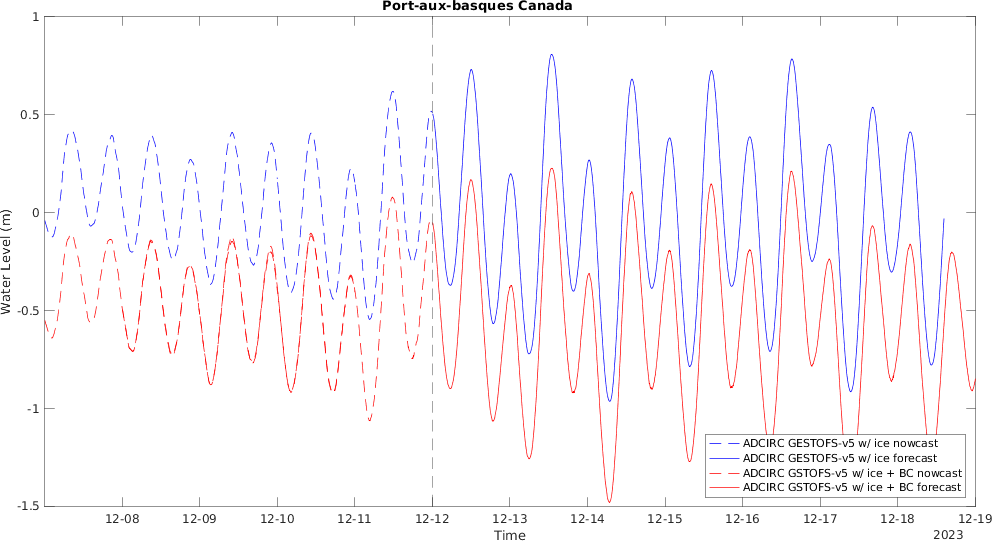 Port-aux-basques Canada
1
0.5
0
-0.5
-1
-1.5
Water Level (m)
12-08
12-09
12-10
12-11
12-12
12-13
12-14
12-15
12-16
12-17
12-18
12-19
Time
2023
ADCIRC GESTOFS-v5 w/ ice nowcast
ADCIRC GESTOFS-v5 w/ ice forecast
ADCIRC GSTOFS-v5 w/ ice + BC nowcast
ADCIRC GSTOFS-v5 w/ ice + BC forecast